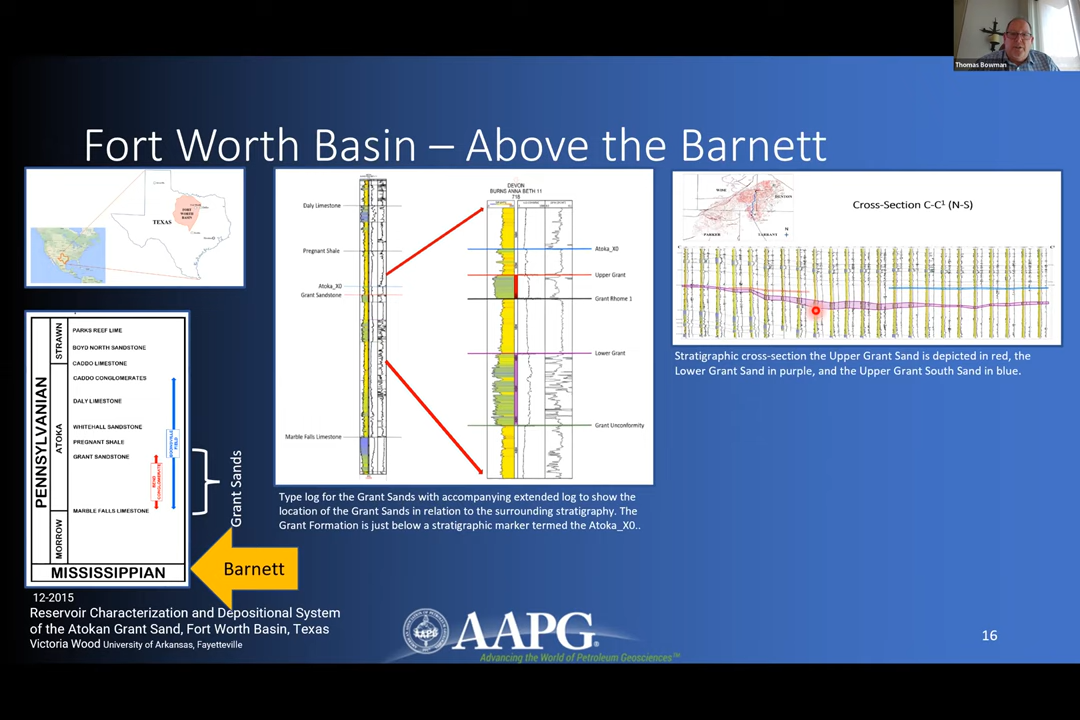 Thomas Bowman
Fort Worth Basin – Above the Barnett
TEXAS
FORT
WORTH
BASIN
PENNSYLVANIAN
STRAWN
ATOKA
MORROW
PARKS REEF LIME
BOYD NORTH SANDSTONE
CADDO LIMESTONE
CADDO CONGLOMERATES
DALY LIMESTONE
WHITEHALL SANDSTONE
PREGNANT SHALE
GRANT SANDSTONE
MARBLE FALLS LIMESTONE
BEND
CONGLOMERATE
BOONSVILLE
FIELD
MISSISSIPPIAN
Grant Sands
Barnett
Daly Limestone
Pregnant Shale
Atoka_X0
Grant Sandstone
Marble Falls Limestone
DEVON
BURNS ANNA BETH 11
Atoka_X0
Upper Grant
Grant Rhome 1
Lower Grant
Grant Unconformity
Type log for the Grant Sands with accompanying extended log to show the
location of the Grant Sands in relation to the surrounding stratigraphy. The
Grant Formation is just below a stratigraphic marker termed the Atoka_X0..
WISE
DENTON
PARKER
TARRANT
Cross-Section C-C¹ (N-S)
Stratigraphic cross-section the Upper Grant Sand is depicted in red, the
Lower Grant Sand in purple, and the Upper Grant South Sand in blue.
12-2015
Reservoir Characterization and Depositional System
of the Atokan Grant Sand, Fort Worth Basin, Texas
Victoria Wood University of Arkansas, Fayetteville
AAPG
Advancing the World of Petroleum Geosciences™
16